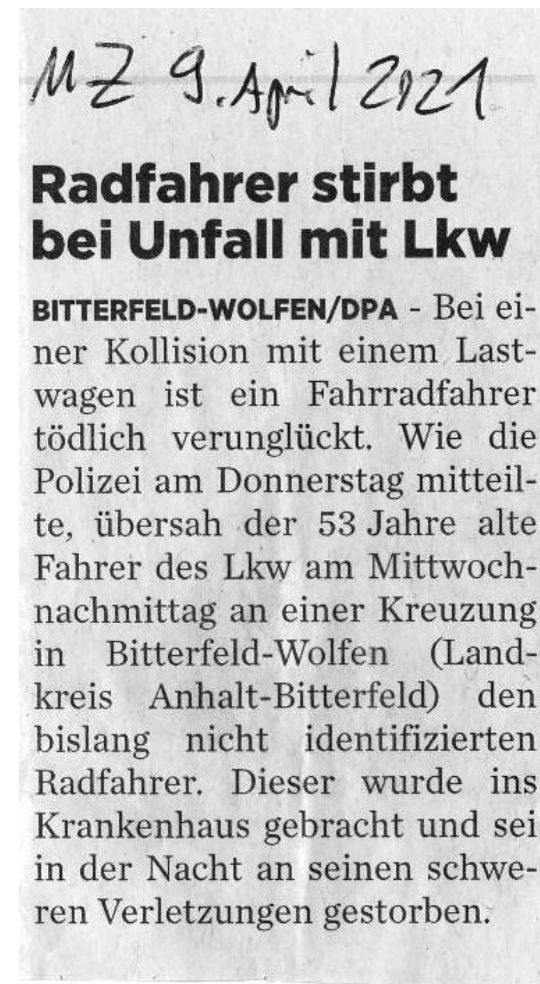 MZ 9. April 2021
Radfahrer stirbt
bei Unfall mit Lkw
BITTERFELD-WOLFEN/DPA - Bei ei-
ner Kollision mit einem Last-
wagen ist ein Fahrradfahrer
tödlich verunglückt. Wie die
Polizei am Donnerstag mitteil-
te, übersah der 53 Jahre alte
Fahrer des Lkw am Mittwoch-
nachmittag an einer Kreuzung
in Bitterfeld-Wolfen (Land-
kreis Anhalt-Bitterfeld) den
bislang nicht identifizierten
Radfahrer. Dieser wurde ins
Krankenhaus gebracht und sei
in der Nacht an seinen schwe-
ren Verletzungen gestorben.